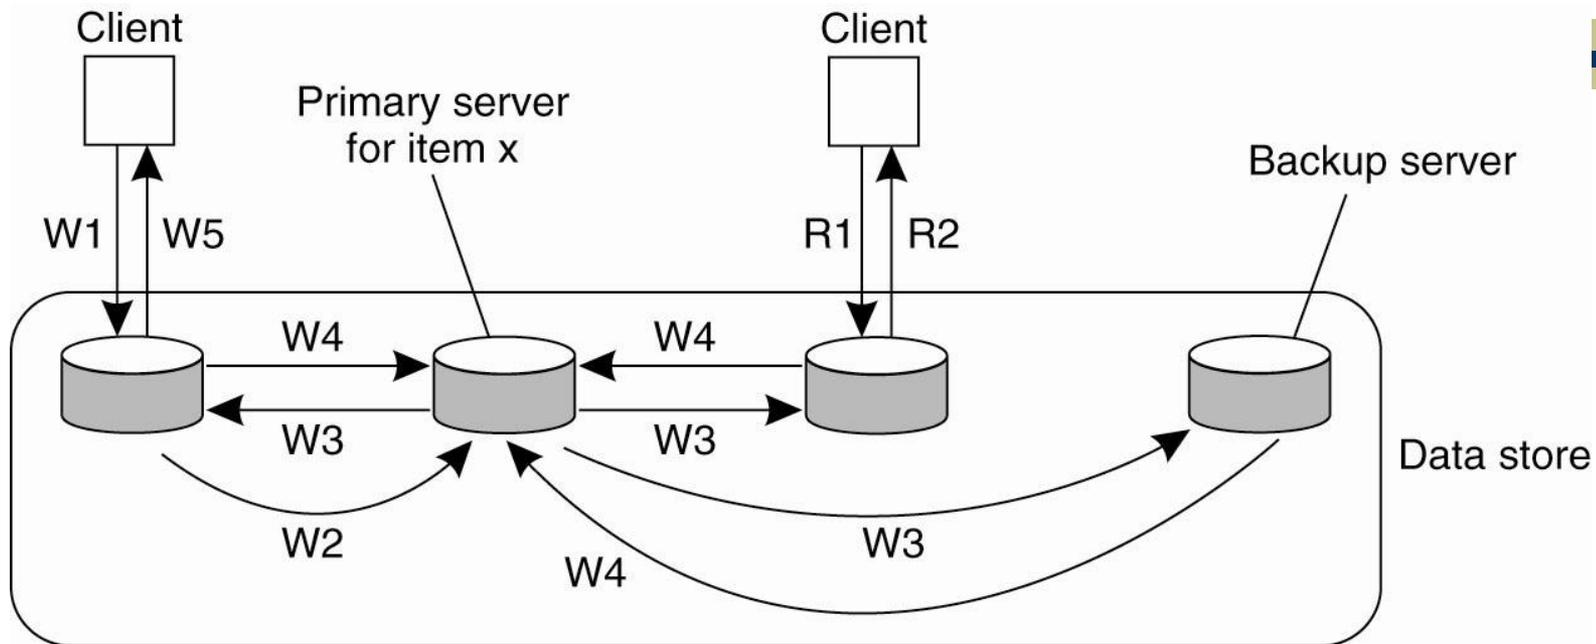 Client
Client
Primary server
for item x
Backup server
W1
W5
R1
R2
W4
W4
W3
W3
Data store
W2
W3
W4